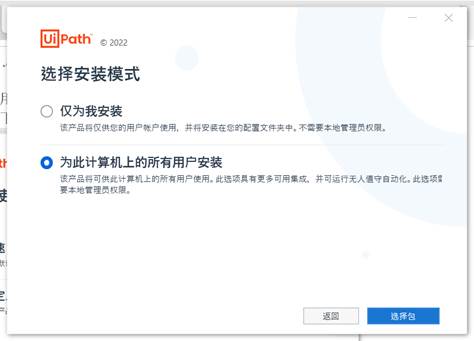 UiPath © 2022
选择安装模式
仅为我安装
该产品将仅供您的用户帐户使用，并将安装在您的配置文件夹中。不需要本地管理员权限。
为此计算机上的所有用户安装
该产品将可供此计算机上的所有用户使用。此选项具有更多可用集成，并可运行无人值守自动化。此选项需
要本地管理员权限。
返回
选择包